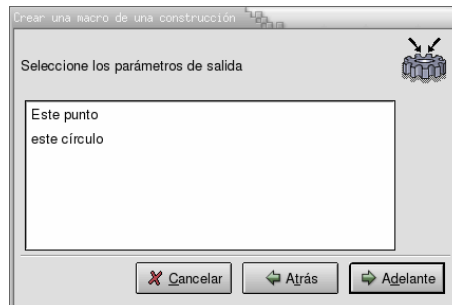 Crear una macro de una construcción
Seleccione los parámetros de salida
Este punto
este círculo
Cancelar
Atrás
Adelante